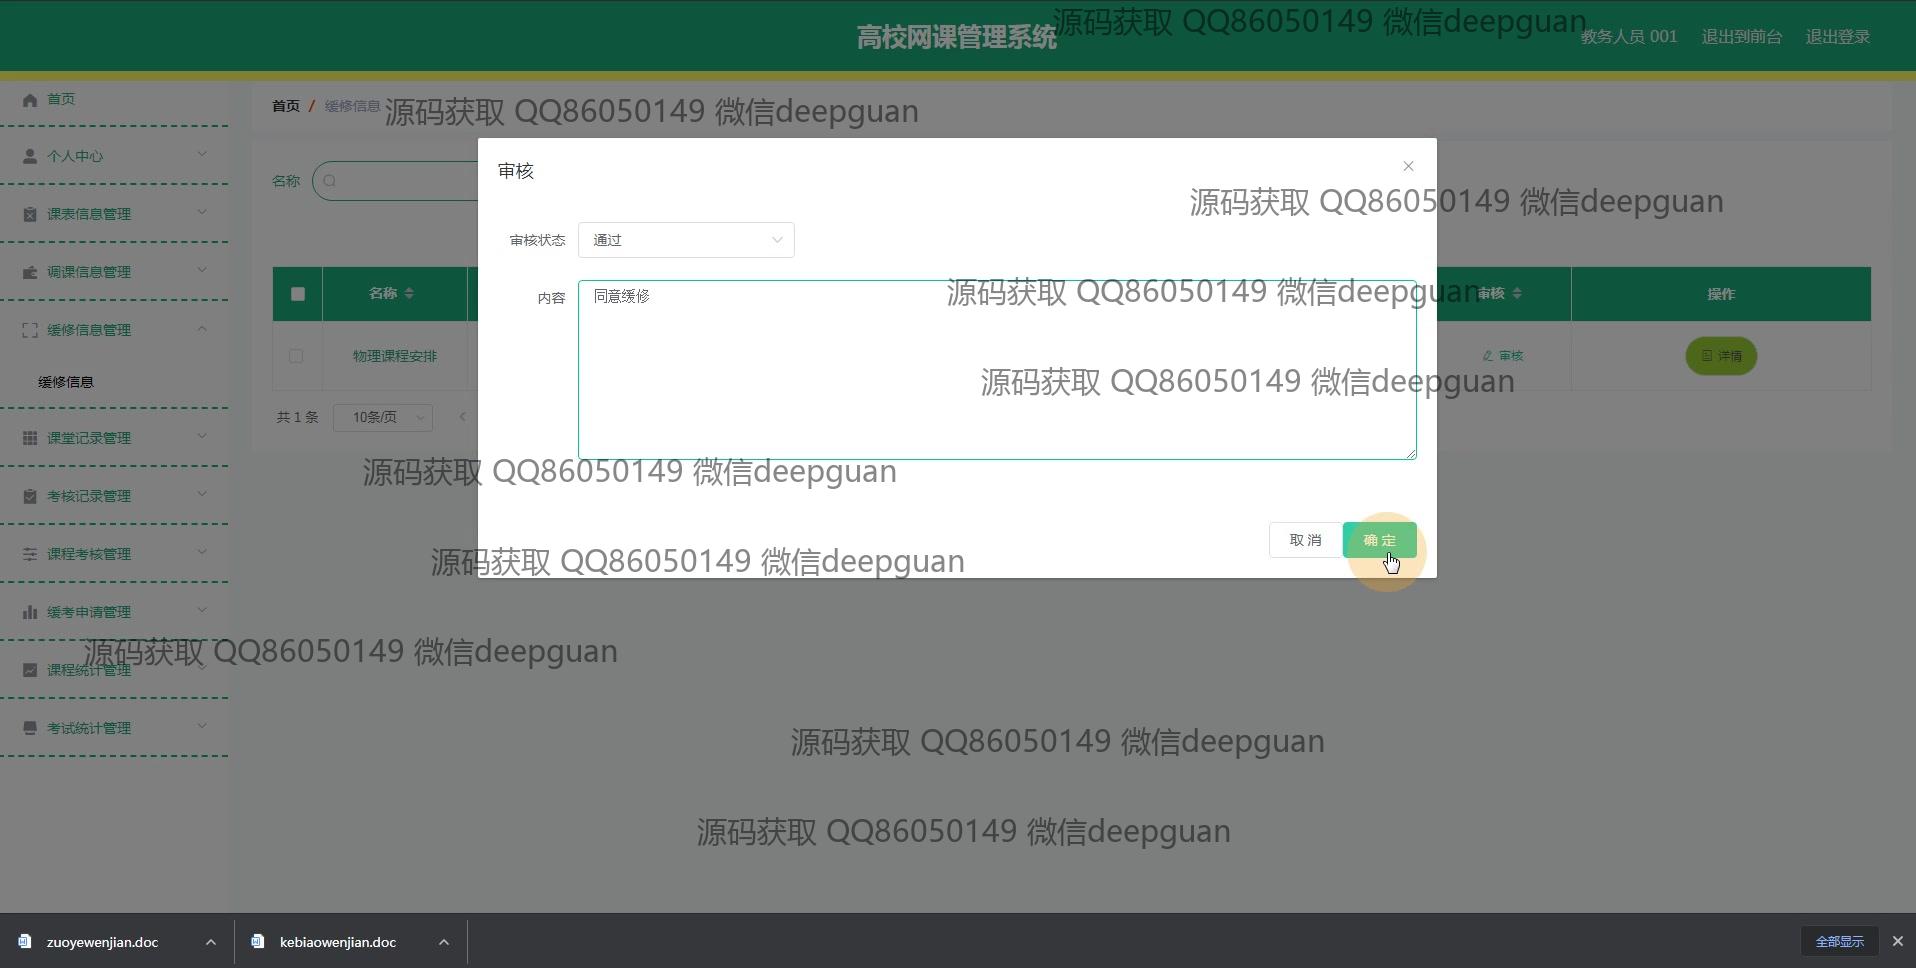 高校网课管理系统
源码获取 QQ86050149 微信deepguan
教务人员 001
退出到前台
退出登录
首页
首页 / 缓修信息
源码获取 QQ86050149 微信deepguan
个人中心
审核
名称
源码获取 QQ86050149 微信deepguan
课表信息管理
审核状态
通过
调课信息管理
名称
内容
同意缓修
源码获取 QQ86050149 微信deepguan
审核
操作
缓修信息管理
物理课程安排
审核
详情
缓修信息
源码获取 QQ86050149 微信deepguan
共 1 条
10条/页
课堂记录管理
源码获取 QQ86050149 微信deepguan
考核记录管理
取 消
确 定
课程考核管理
源码获取 QQ86050149 微信deepguan
缓考申请管理
源码获取 QQ86050149 微信deepguan
课程统计管理
考试统计管理
源码获取 QQ86050149 微信deepguan
源码获取 QQ86050149 微信deepguan
zuoyewenjian.doc
kebiaowenjian.doc
全部显示